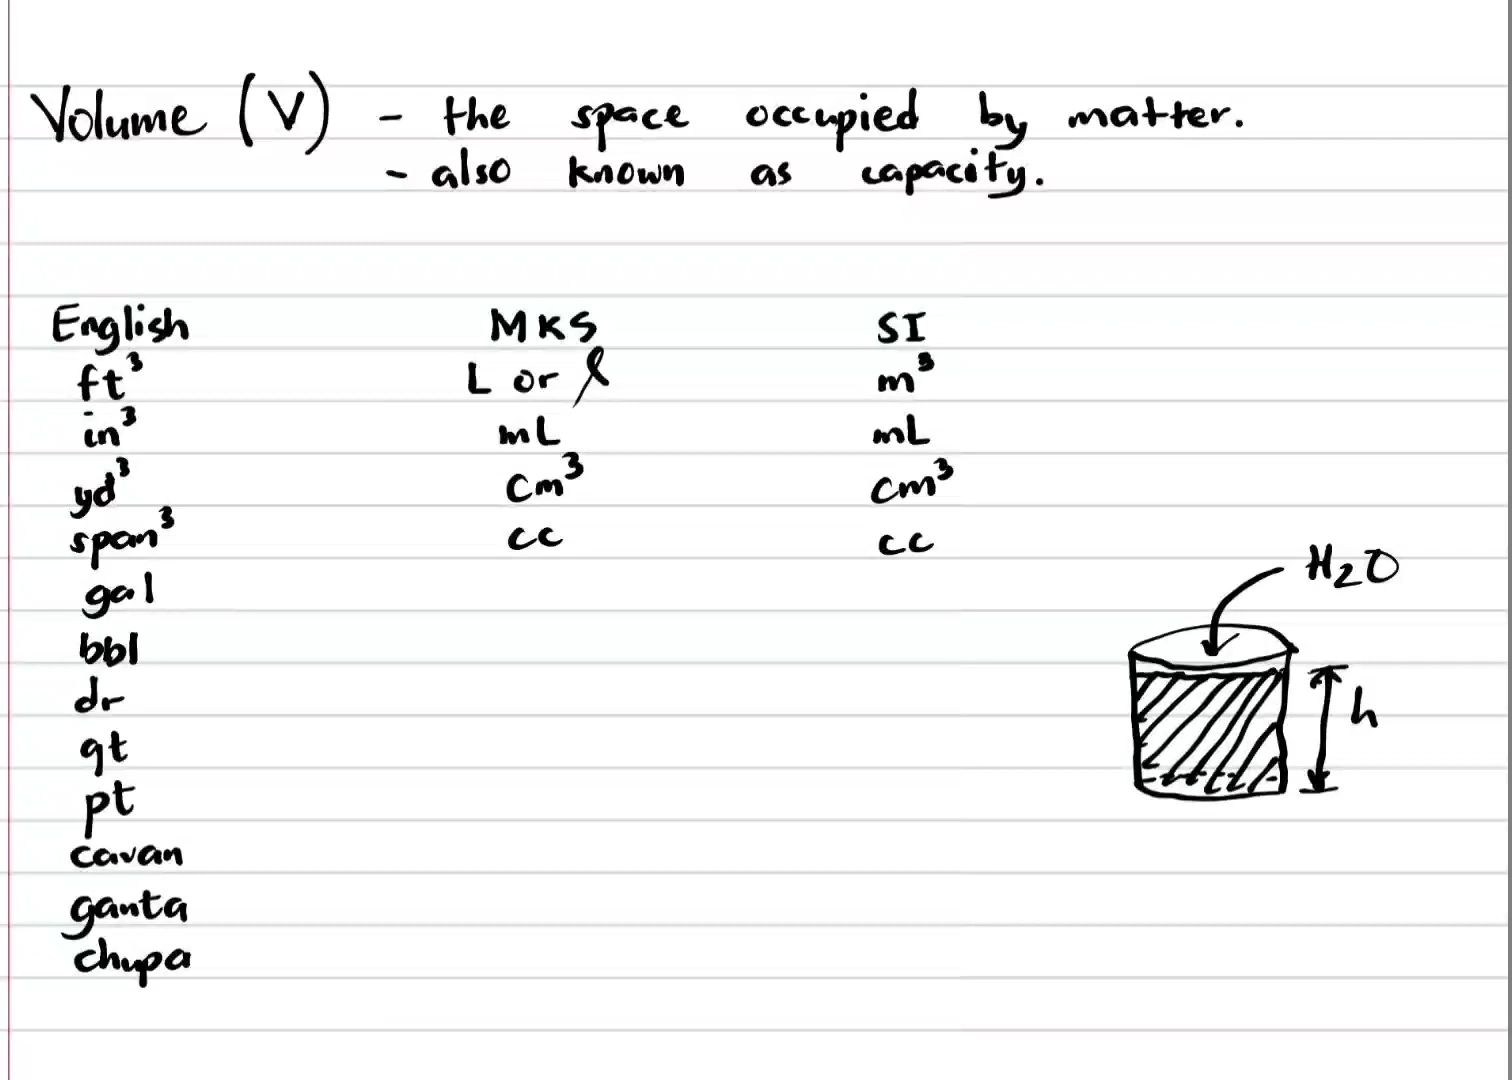 Volume (V) - the space occupied by matter.
- also known as capacity.
English MKS SI
ft³ L or ℓ m³
in³ mL mL
yd³ cm³ cm³
span³ cc cc
H2O
gal
bbl
dr
h
qt
pt
cavan
ganta
chupa